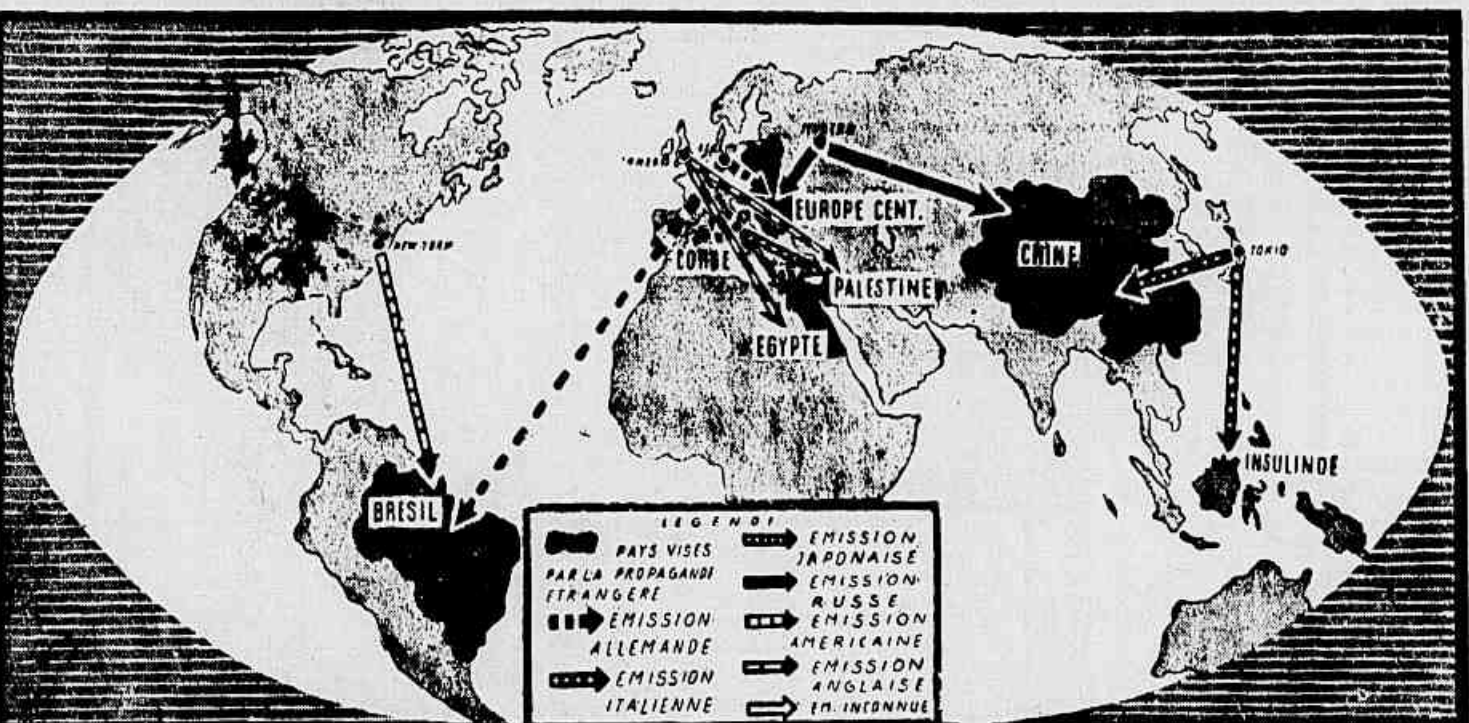 NEW-YORK
EUROPE CENT.
CORSE
PALESTINE
EGYPTE
CHINE
TOKIO
INSULINDE
BRESIL
LEGENDE
PAYS VISES
PAR LA PROPAGANDE
ETRANGÈRE
EMISSION
ALLEMANDE
EMISSION
ITALIENNE
EMISSION
JAPONAISE
EMISSION
RUSSE
EMISSION
AMERICAINE
EMISSION
ANGLAISE
EM. INCONNUE